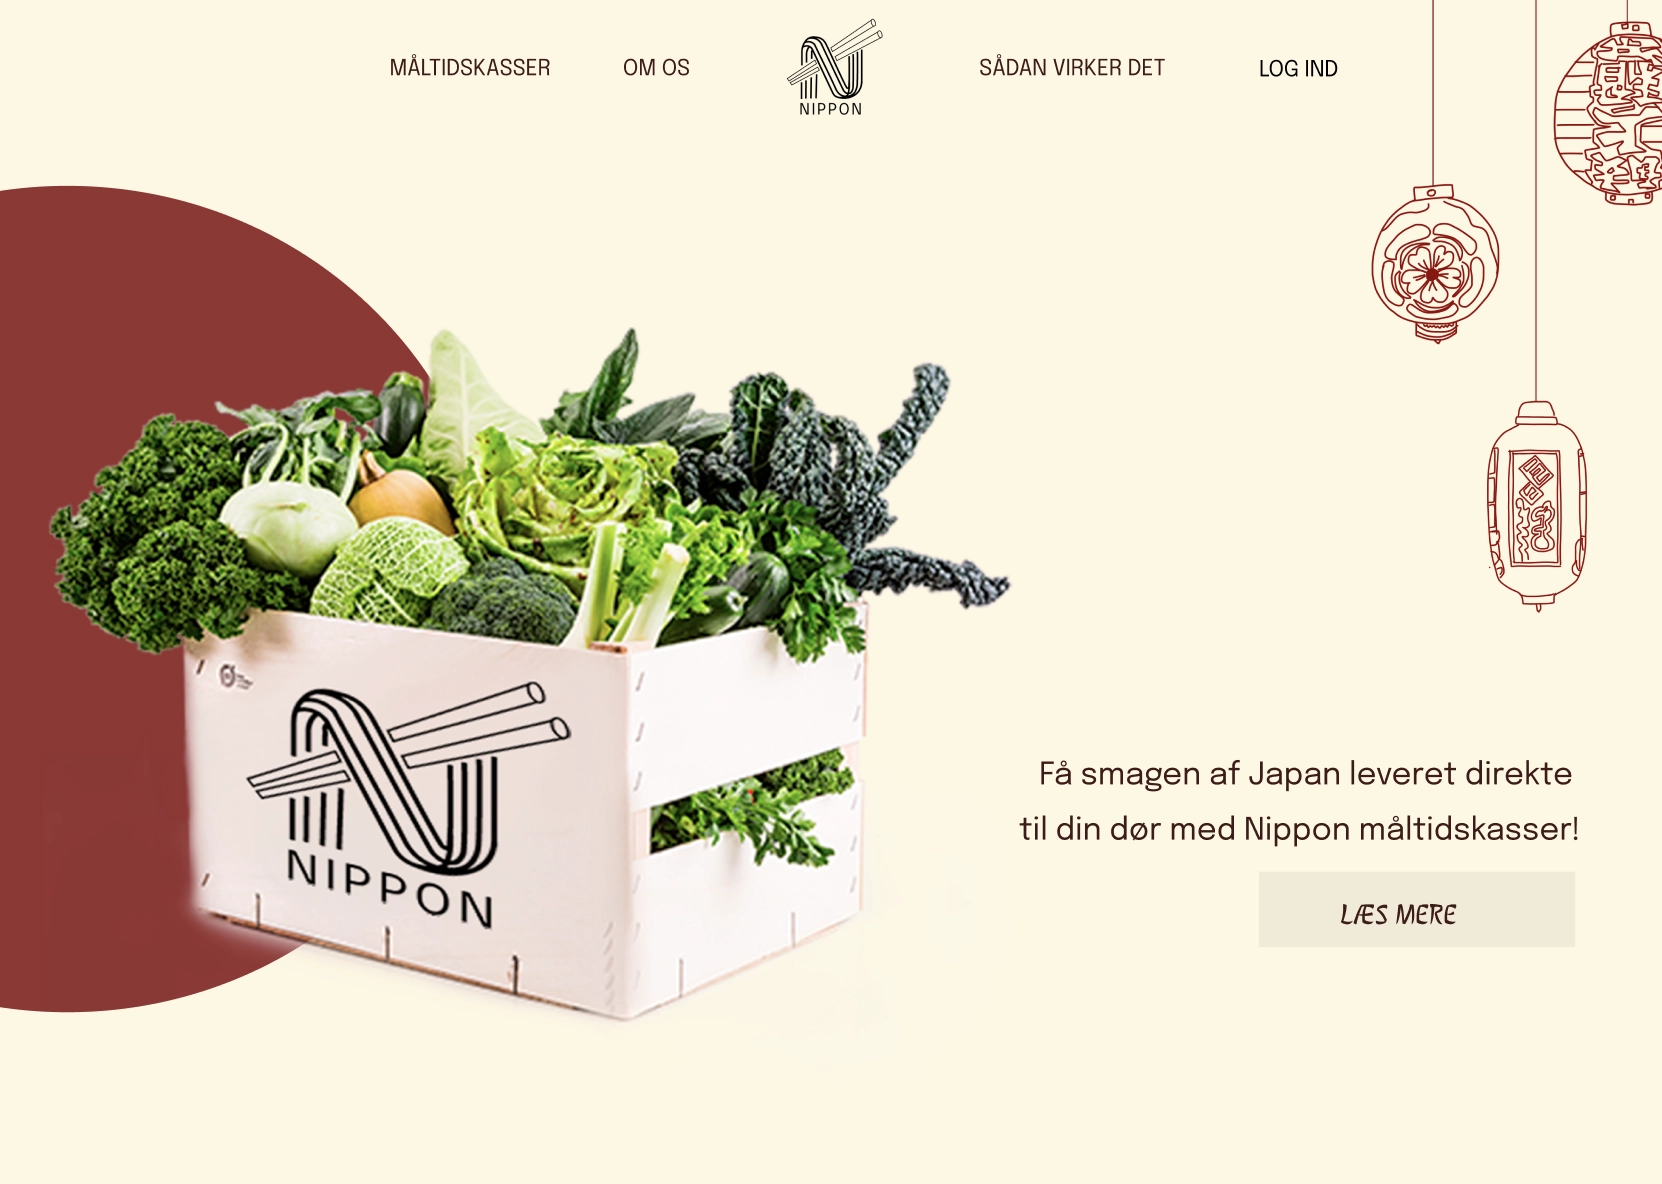 MÅLTIDSKASSER
OM OS
NIPPON
SÅDAN VIRKER DET
LOG IND
NIPPON
Få smagen af Japan leveret direkte
til din dør med Nippon måltidskasser!
LÆS MERE